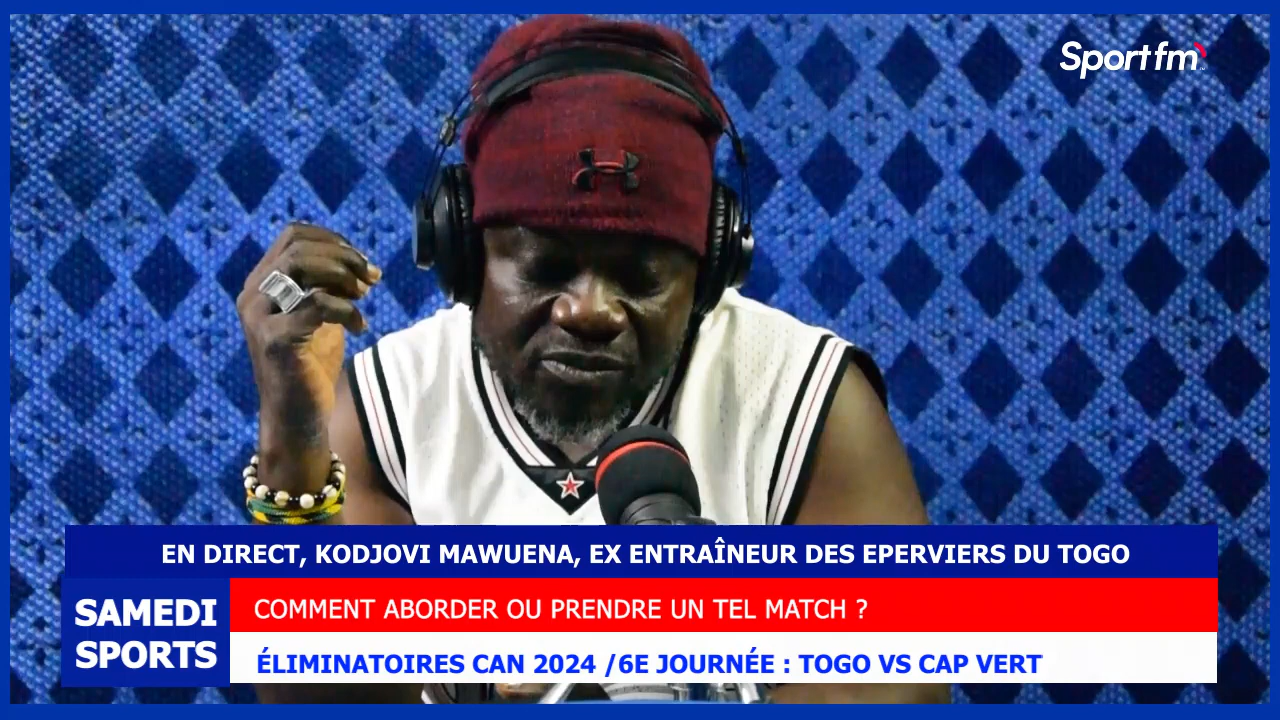 Sportfm
EN DIRECT, KODJOVI MAWUENA, EX ENTRAÎNEUR DES EPERVIERS DU TOGO
SAMEDI
SPORTS
COMMENT ABORDER OU PRENDRE UN TEL MATCH ?
ÉLIMINATOIRES CAN 2024 /6E JOURNÉE : TOGO VS CAP VERT